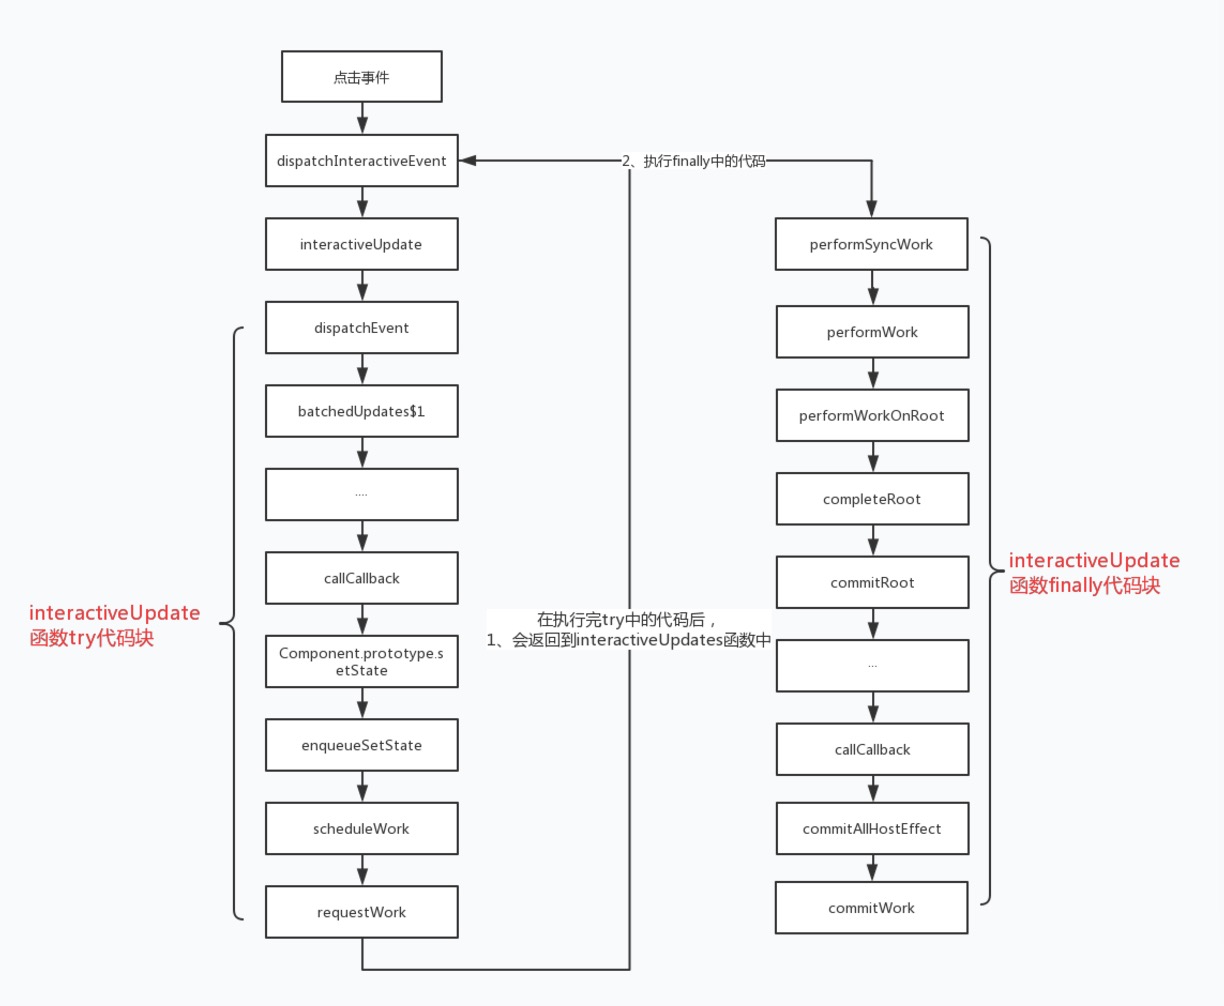 点击事件
dispatchInteractiveEvent
interactiveUpdate
dispatchEvent
batchedUpdates$1
....
callCallback
Component.prototype.s
etState
enqueueSetState
scheduleWork
requestWork
interactiveUpdate
函数try代码块
在执行完try中的代码后，
1、会返回到interactiveUpdates函数中
2、执行finally中的代码
performSyncWork
performWork
performWorkOnRoot
completeRoot
commitRoot
...
callCallback
commitAllHostEffect
commitWork
interactiveUpdate
函数finally代码块